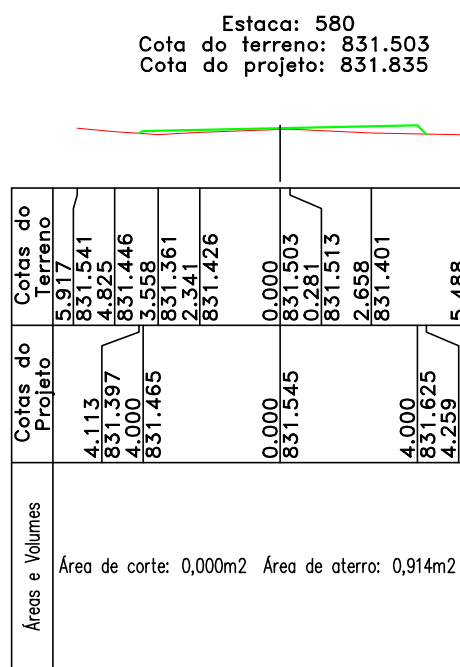 Estaca: 580
Cota do terreno: 831.503
Cota do projeto: 831.835
Cotas do
Terreno
5.917
831.541
4.825
831.446
3.558
831.361
2.341
831.426
0.000
831.503
0.281
831.513
2.658
831.401
5.488
Cotas do
Projeto
4.113
831.397
4.000
831.465
0.000
831.545
4.000
831.625
4.259
Áreas e Volumes
Área de corte: 0,000m2
Área de aterro: 0,914m2